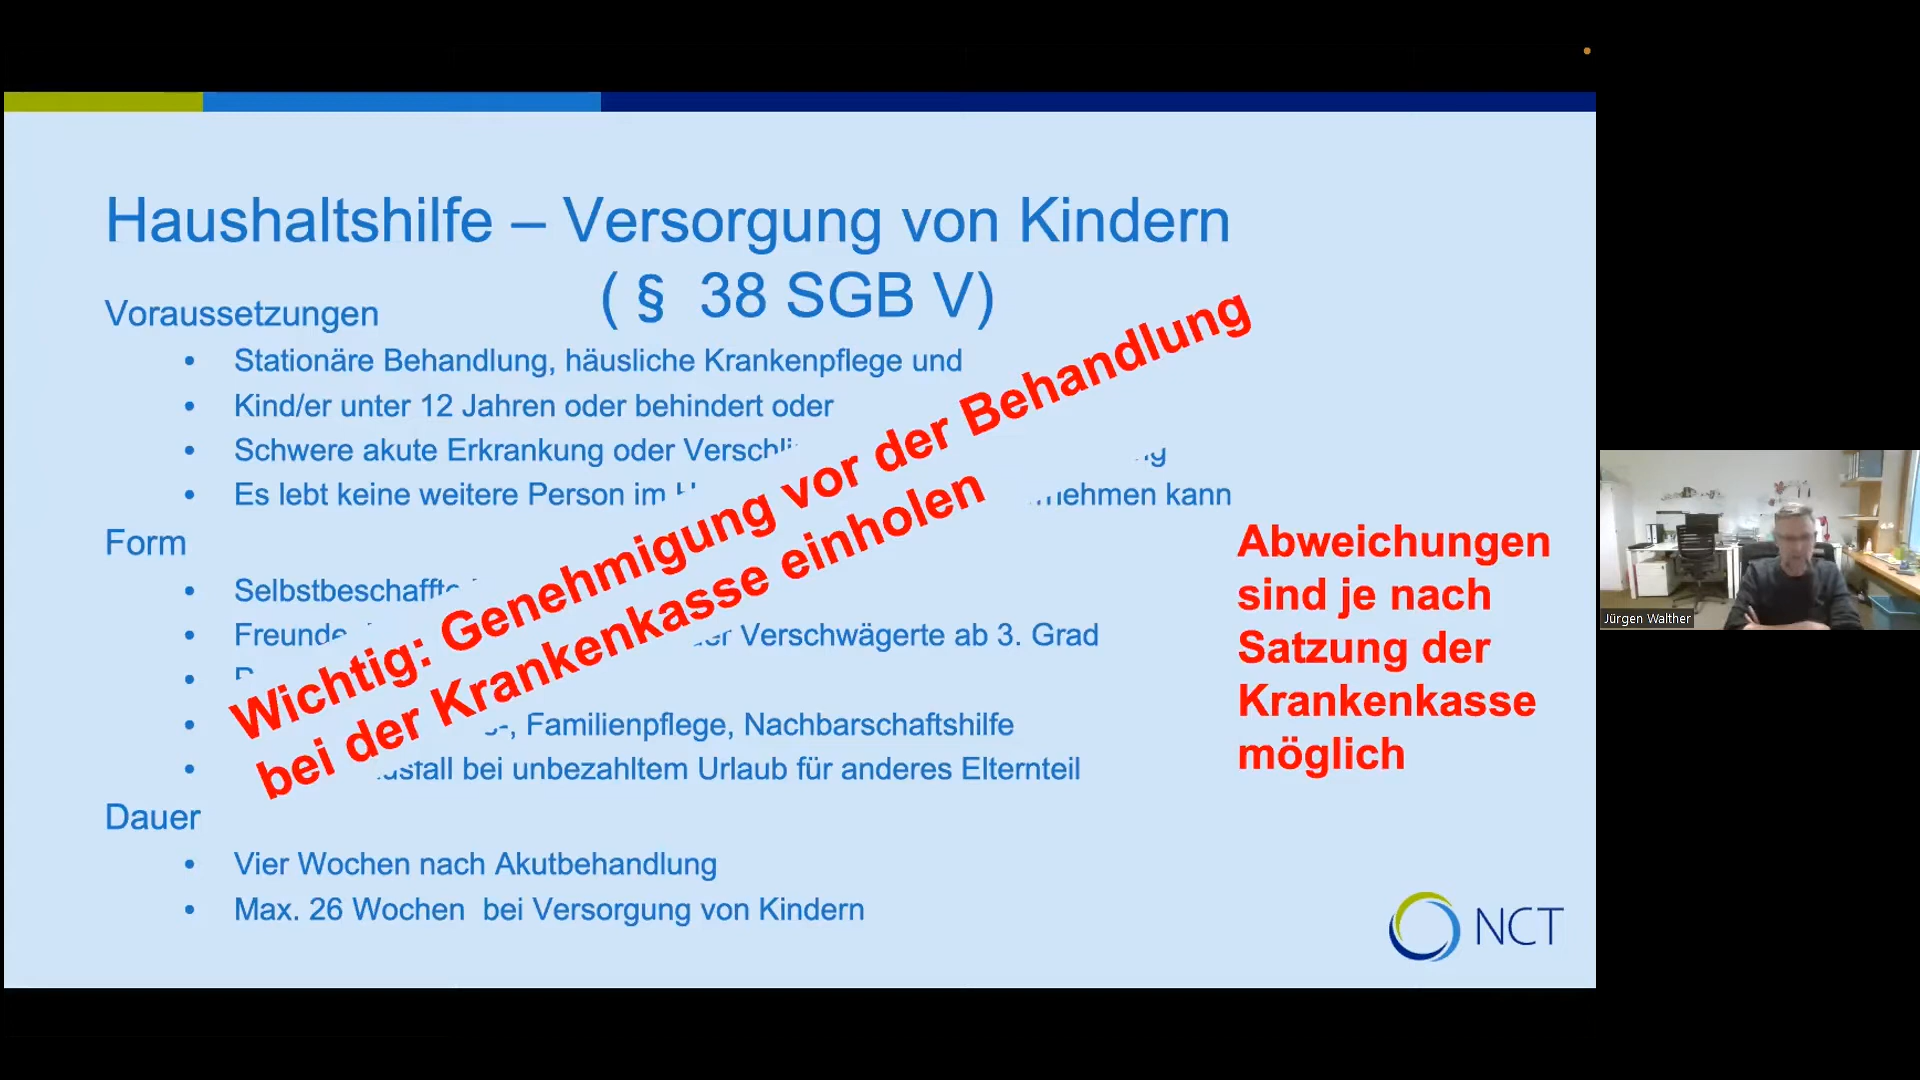 Haushaltshilfe – Versorgung von Kindern
( § 38 SGB V)
Voraussetzungen
• Stationäre Behandlung, häusliche Krankenpflege und
• Kind/er unter 12 Jahren oder behindert oder
• Schwere akute Erkrankung oder
• Es lebt keine weitere Person im kann
Form
•
• Verschwägerte ab 3. Grad
•
• Familienpflege, Nachbarschaftshilfe
• bei unbezahltem Urlaub für anderes Elternteil
Wichtig: Genehmigung vor der Behandlung
bei der Krankenkasse einholen
Dauer
• Vier Wochen nach Akutbehandlung
• Max. 26 Wochen bei Versorgung von Kindern
Abweichungen
sind je nach
Satzung der
Krankenkasse
möglich
NCT
Jürgen Walther